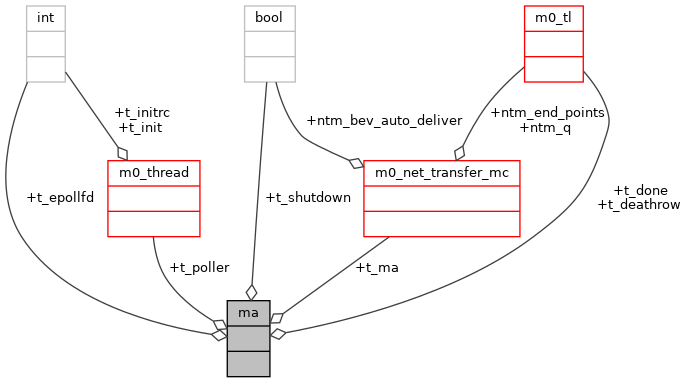 int
bool
m0_tl
+t_initrc
+t_init
+ntm_bev_auto_deliver
+ntm_end_points
+ntm_q
m0_thread
m0_net_transfer_mc
+t_epollfd
+t_shutdown
+t_done
+t_deathrow
+t_poller
+t_ma
ma